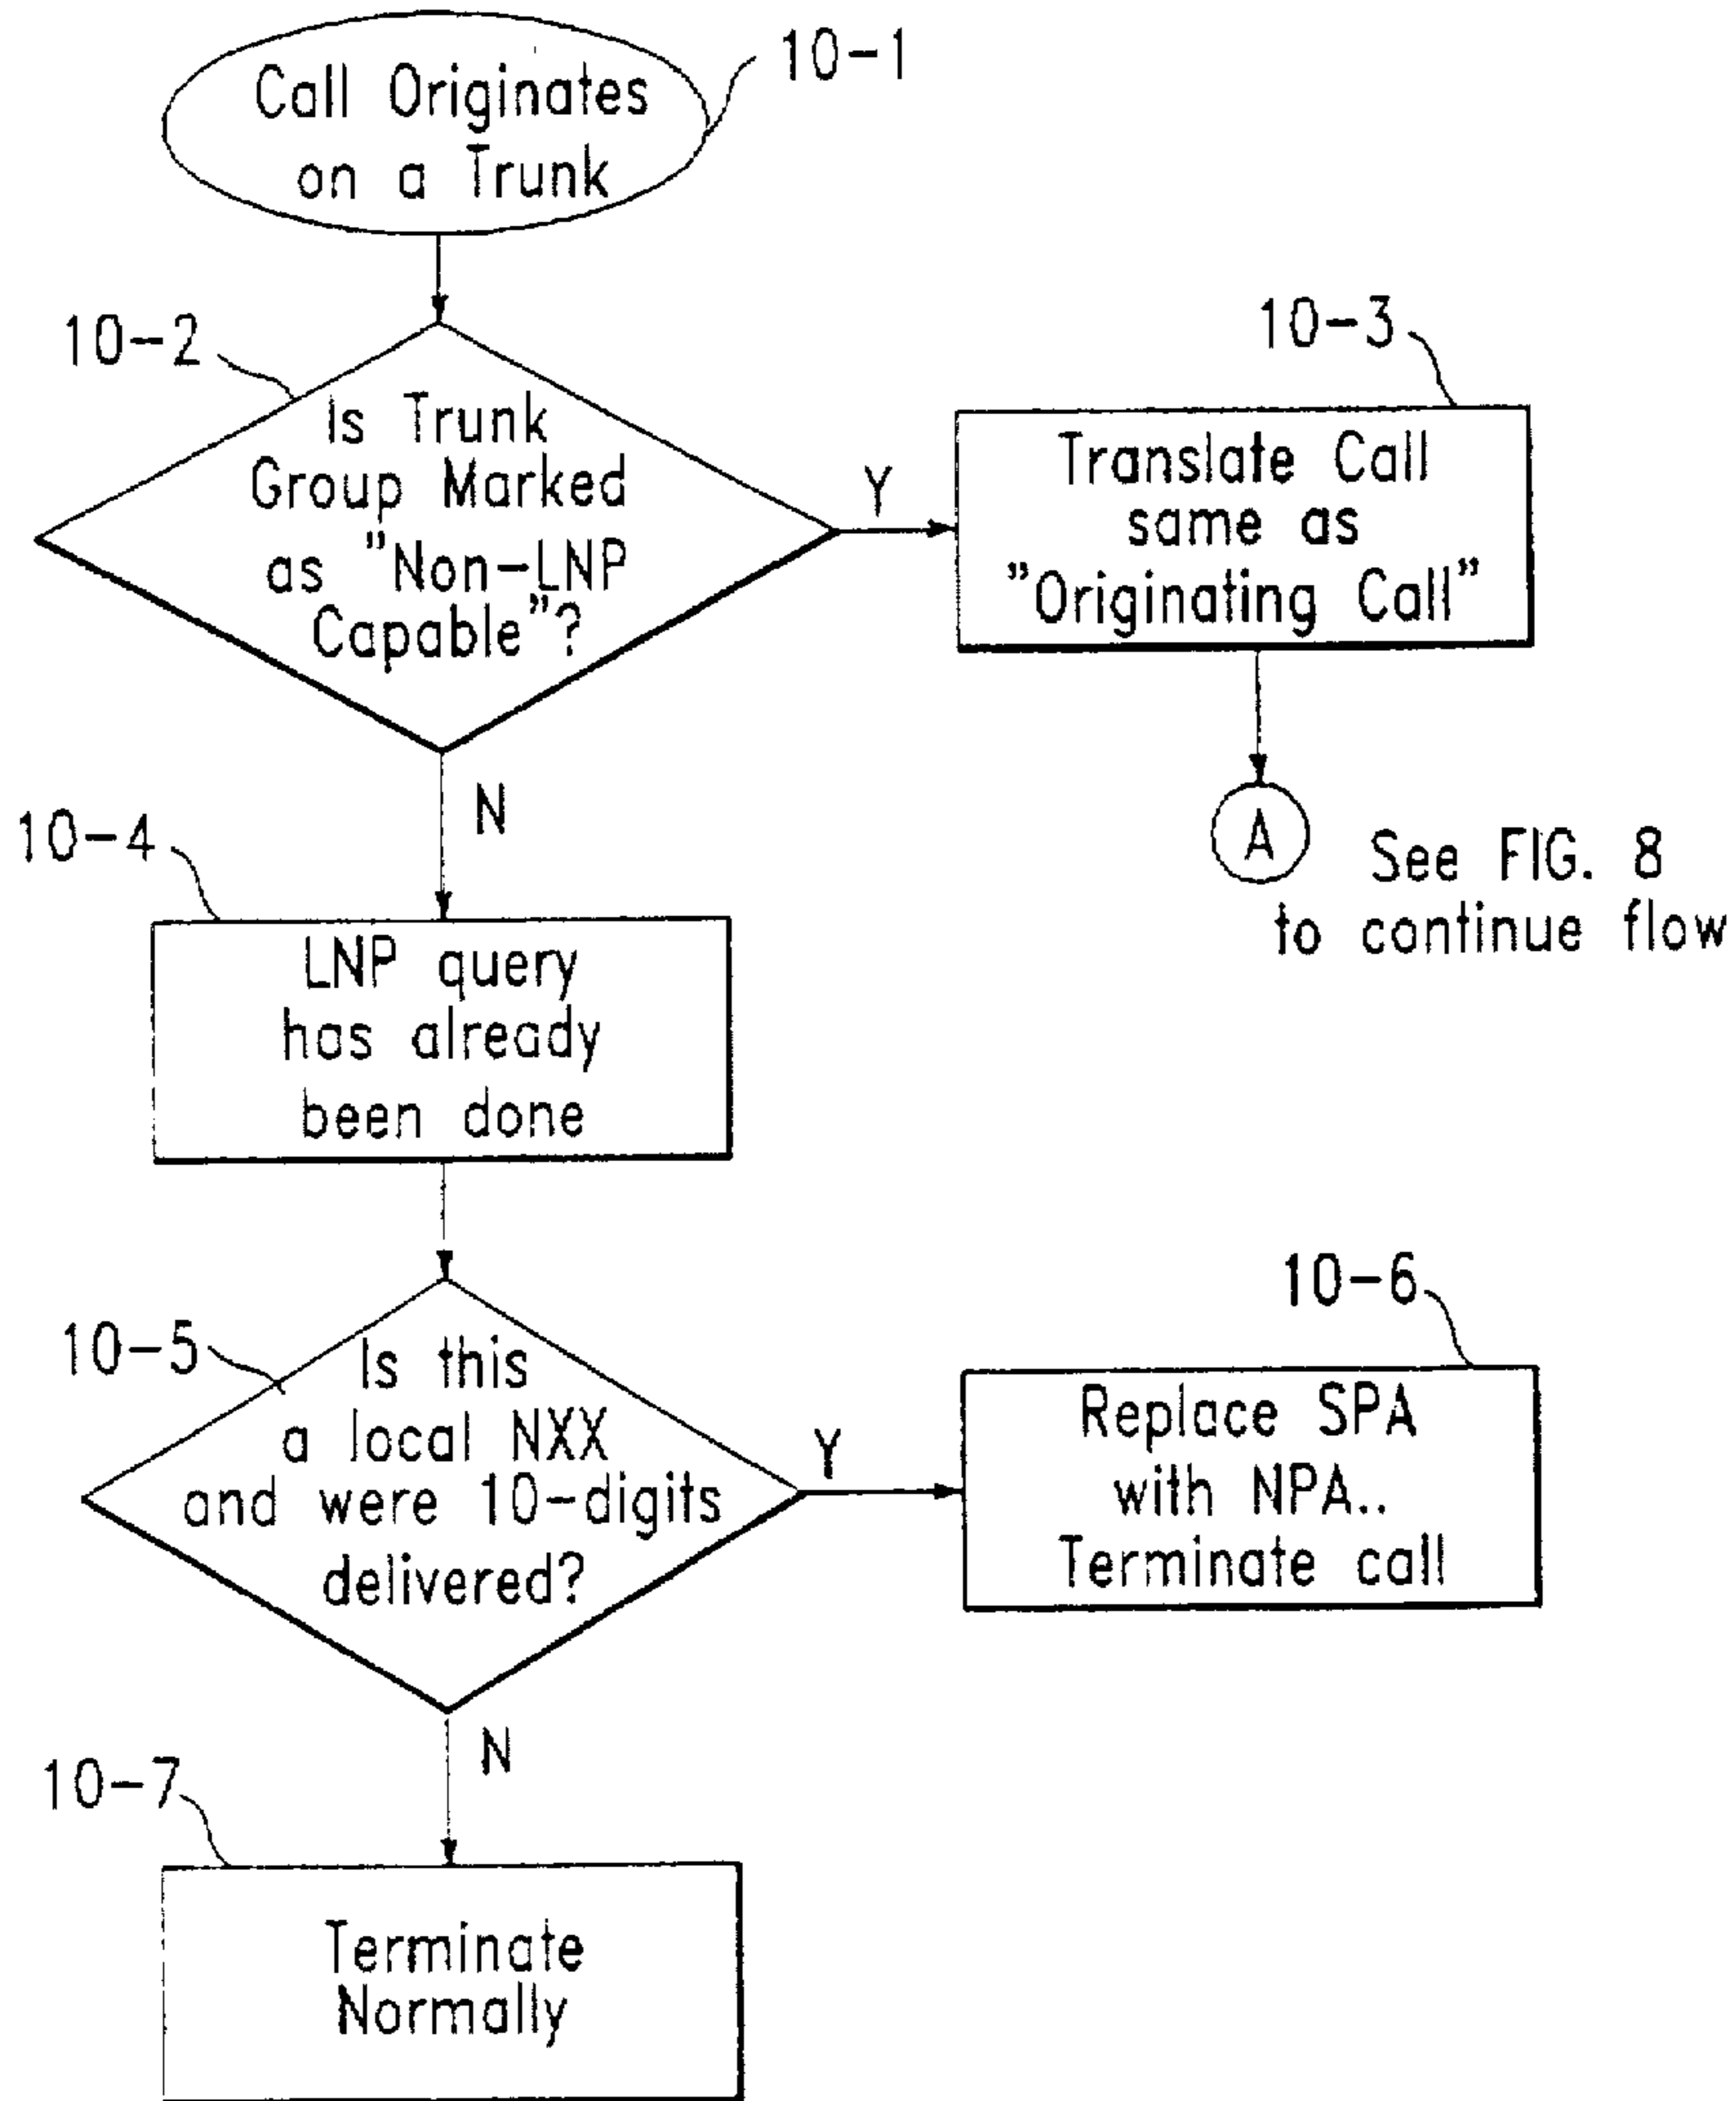 10-1
Call Originates
on a Trunk
10-2
Is Trunk
Group Marked
as "Non-LNP
Capable"?
Y
10-3
Translate Call
same as
"Originating Call"
A
See FIG. 8
to continue flow
N
10-4
LNP query
has already
been done
10-5
Is this
a local NXX
and were 10-digits
delivered?
Y
10-6
Replace SPA
with NPA..
Terminate call
N
10-7
Terminate
Normally